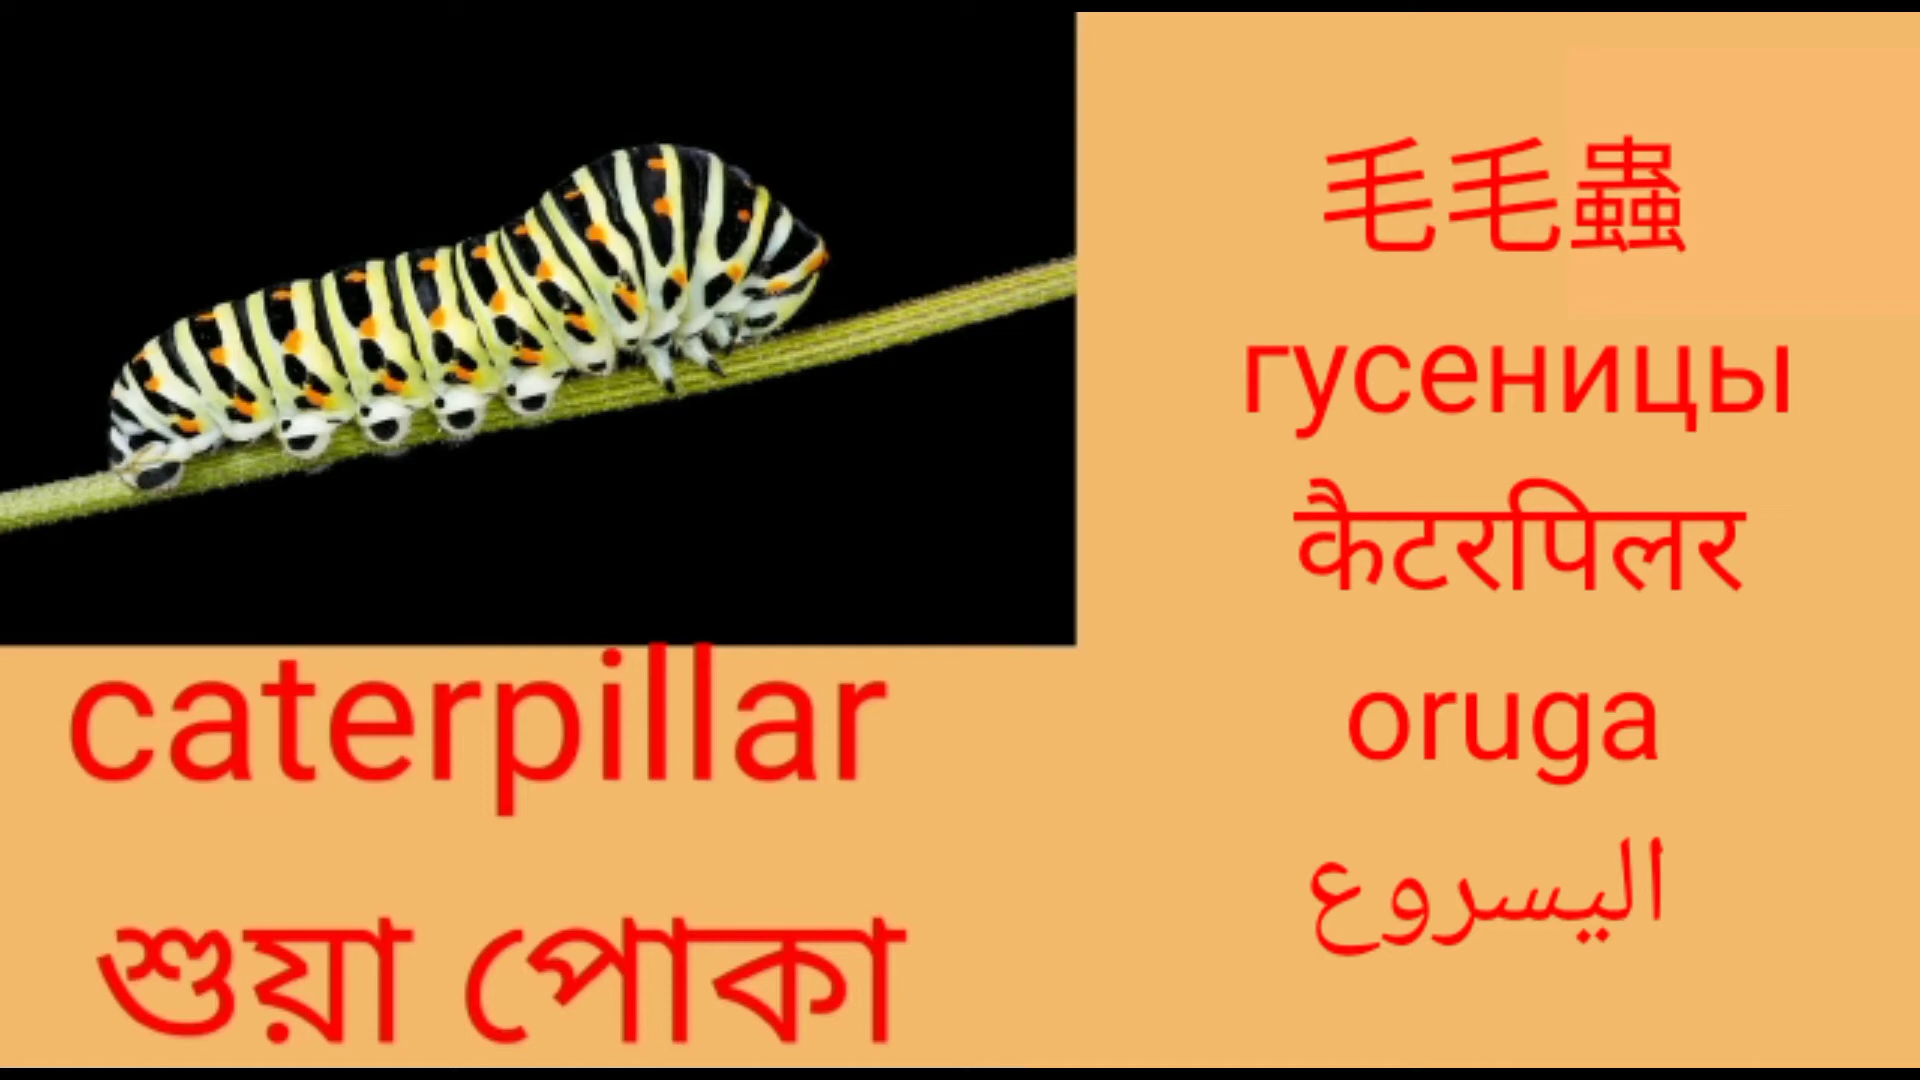 caterpillar
শুয়া পোকা
毛毛蟲
гусеницы
कैटरपिलर
oruga
اليسروع